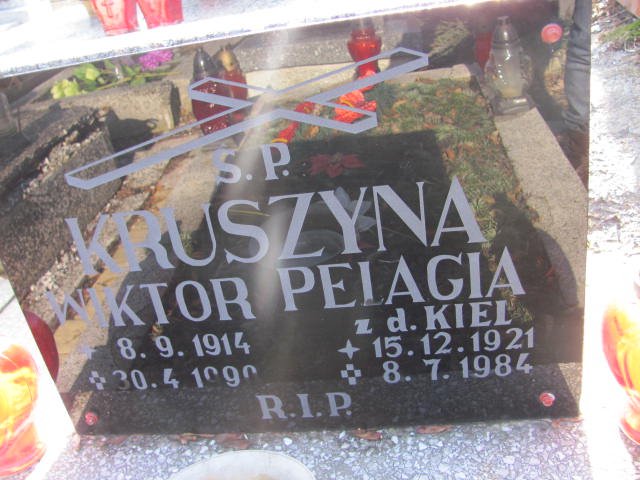 Ś.P.
KRUSZYNA
WIKTOR PELAGIA
z d. KIEL
8.9.1914 15.12.1921
30.4 1990 8.7.1984
R.I.P.